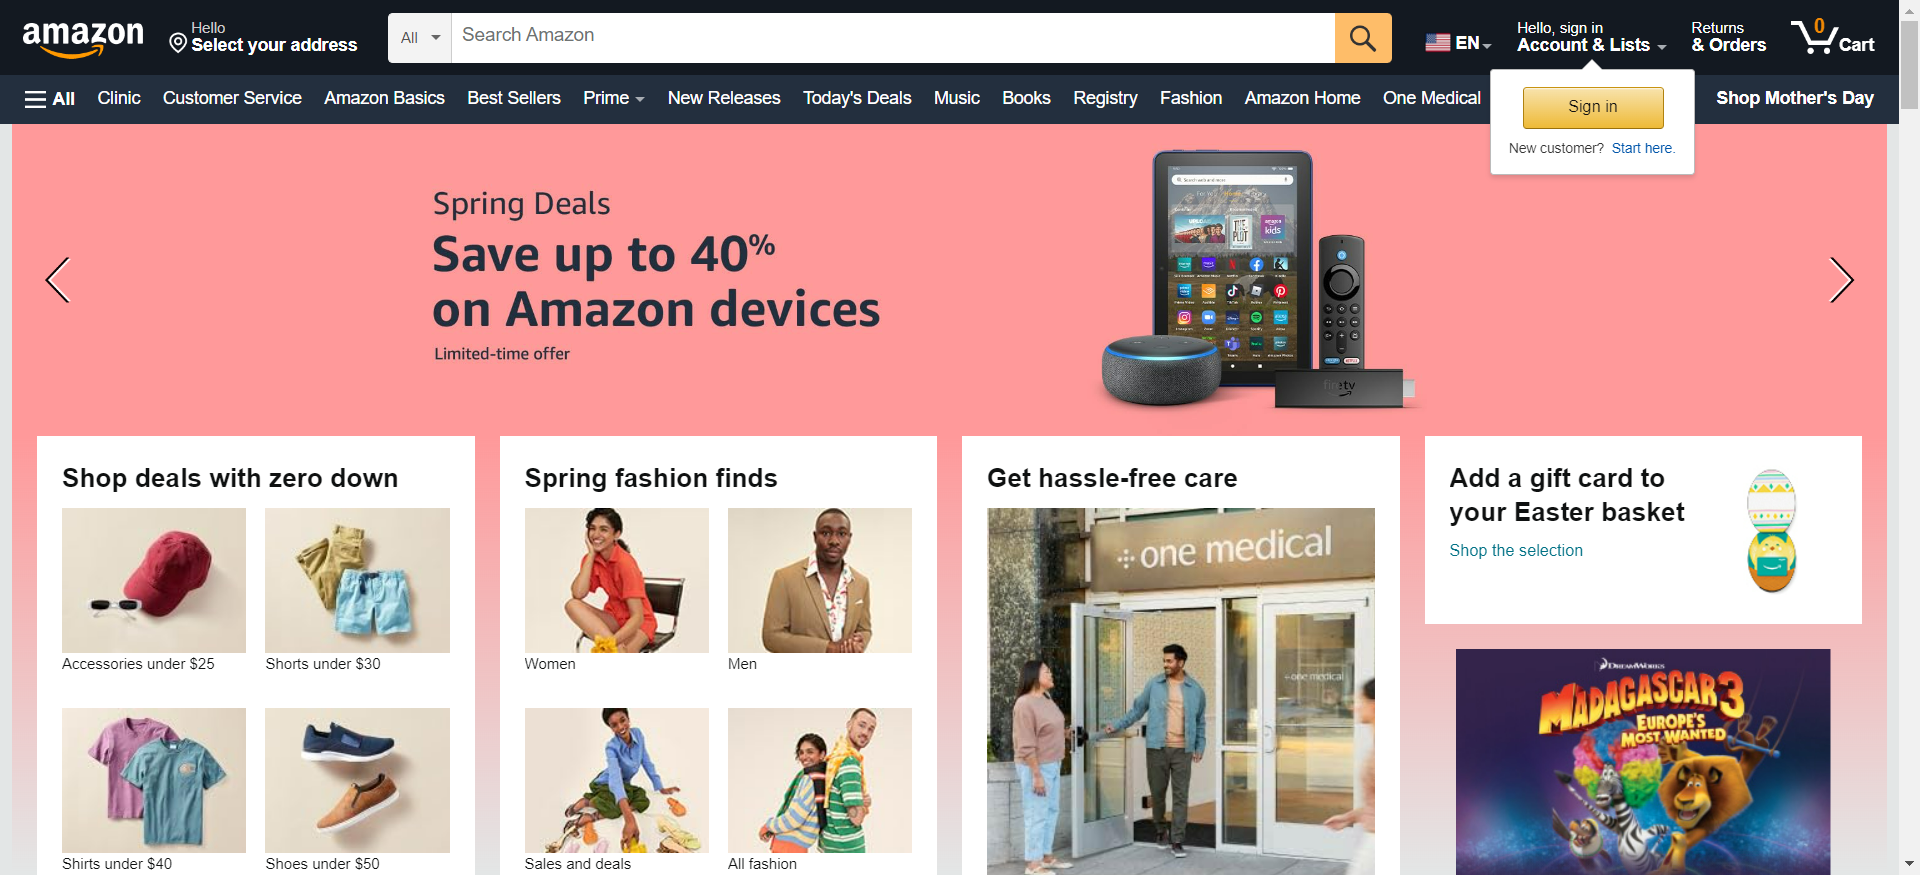 amazon
Hello
Select your address
All
Search Amazon
EN
Hello, sign in
Account & Lists
Returns
& Orders
0
Cart
All
Clinic
Customer Service
Amazon Basics
Best Sellers
Prime
New Releases
Today's Deals
Music
Books
Registry
Fashion
Amazon Home
One Medical
Shop Mother's Day
Sign in
New customer? Start here.
Spring Deals
Save up to 40%
on Amazon devices
Limited-time offer
THE
PLOT
kids
firetv
Shop deals with zero down
Accessories under $25
Shorts under $30
Shirts under $40
Shoes under $50
Spring fashion finds
Women
Men
Sales and deals
All fashion
Get hassle-free care
one medical
one medical
Add a gift card to
your Easter basket
Shop the selection
DREAMWORKS
MADAGASCAR 3
EUROPE'S
MOST WANTED